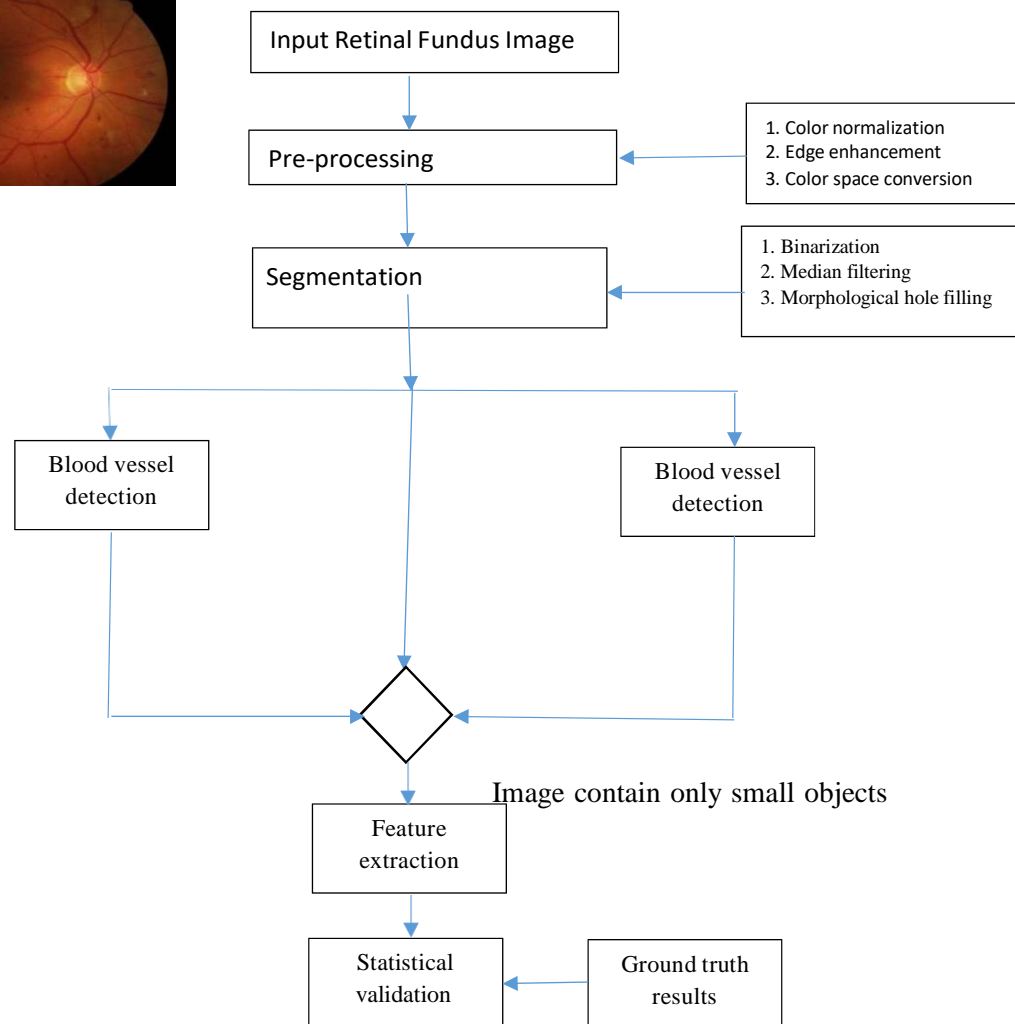 Input Retinal Fundus Image
Pre-processing
1. Color normalization
2. Edge enhancement
3. Color space conversion
Segmentation
1. Binarization
2. Median filtering
3. Morphological hole filling
Blood vessel
detection
Blood vessel
detection
Image contain only small objects
Feature
extraction
Statistical
validation
Ground truth
results